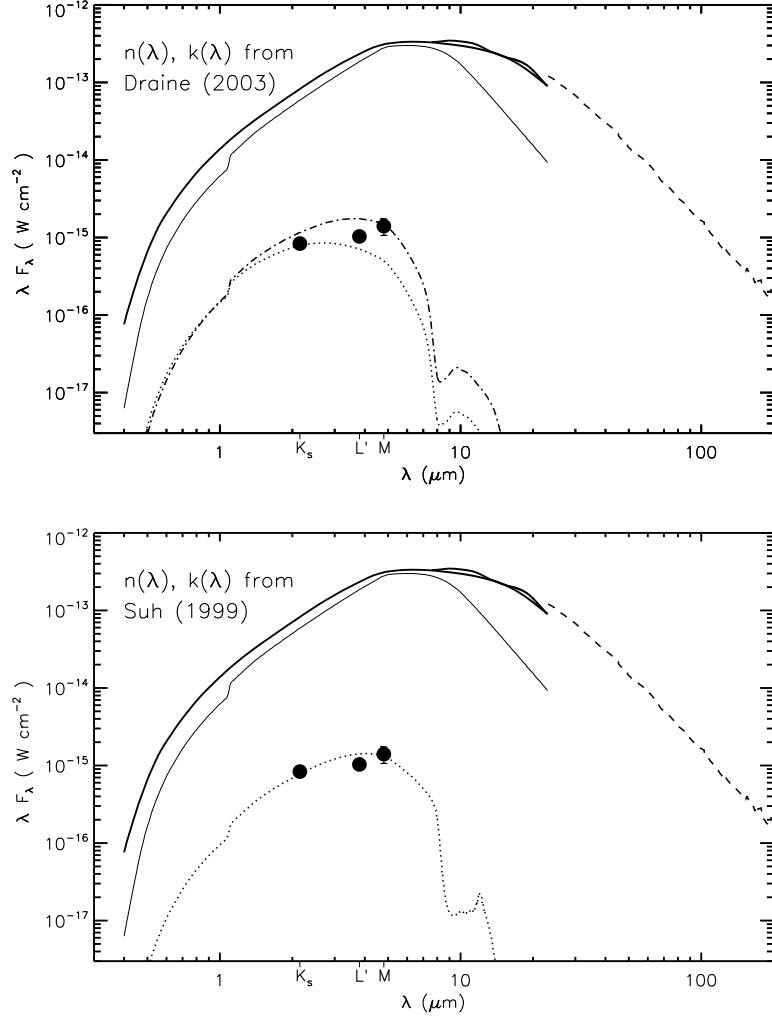 10⁻¹²
n(λ), k(λ) from
Draine (2003)
10⁻¹³
10⁻¹⁴
10⁻¹⁵
10⁻¹⁶
10⁻¹⁷
λ F_λ ( W cm⁻² )
1 10 100
K_s L' M
λ (μm)
10⁻¹²
n(λ), k(λ) from
Suh (1999)
10⁻¹³
10⁻¹⁴
10⁻¹⁵
10⁻¹⁶
10⁻¹⁷
λ F_λ ( W cm⁻² )
1 10 100
K_s L' M
λ (μm)